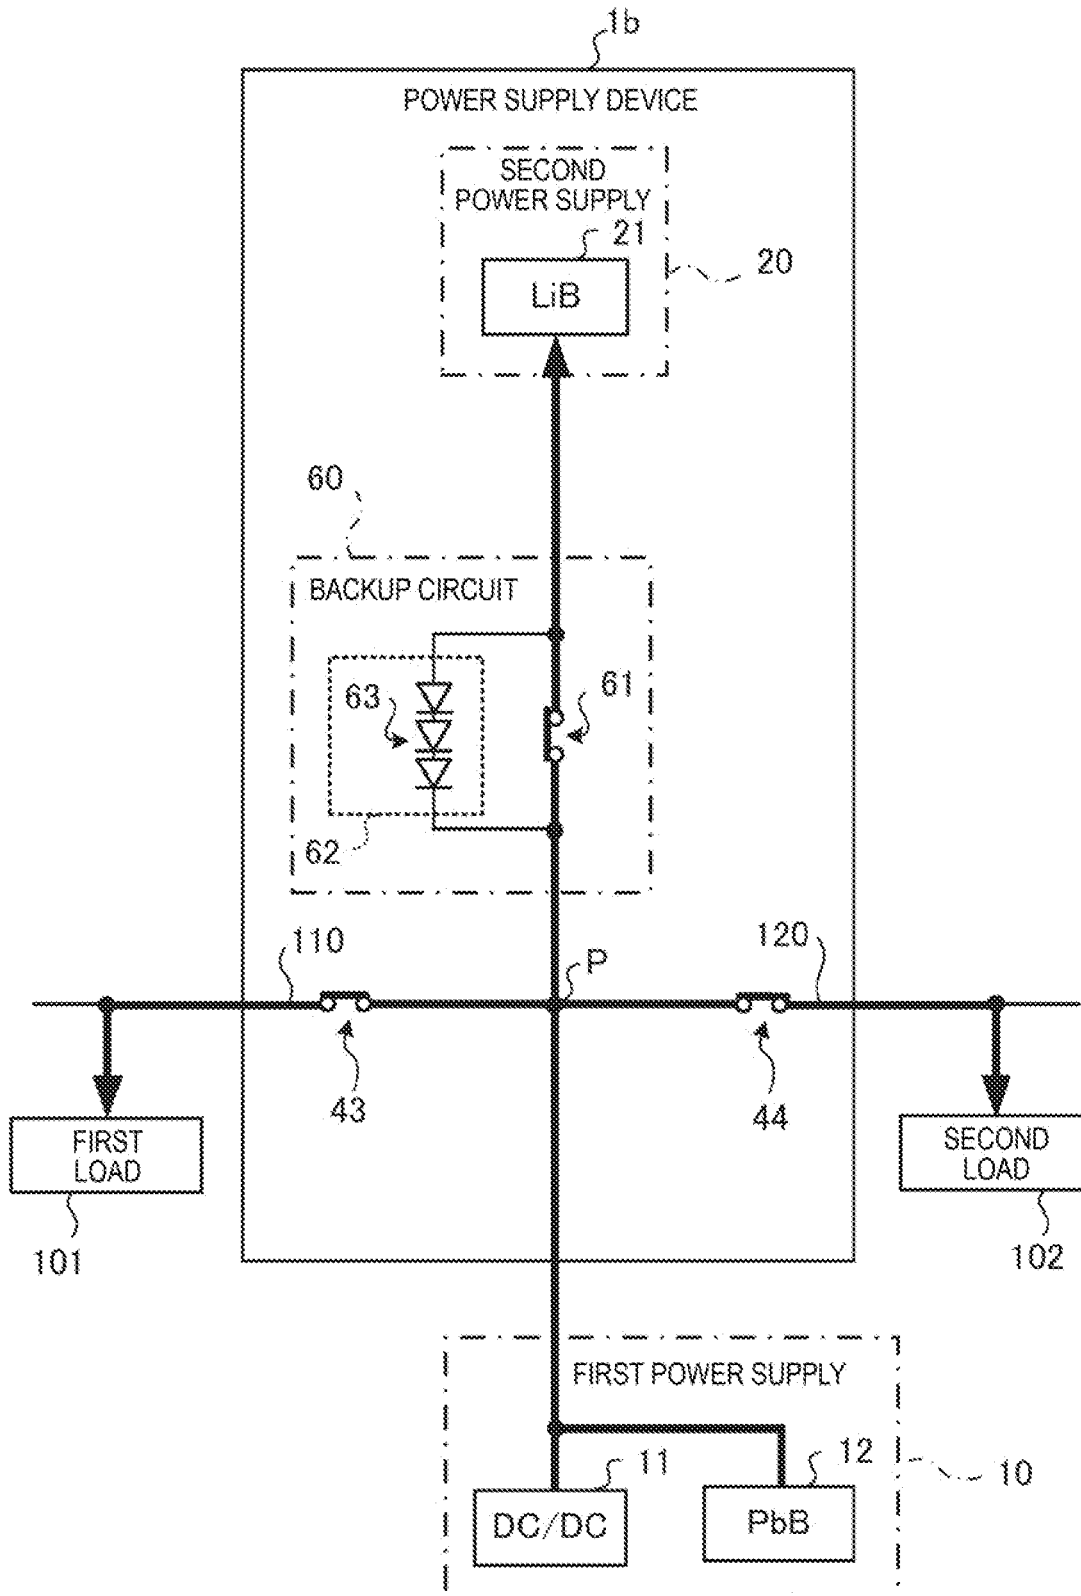 1b
POWER SUPPLY DEVICE
SECOND
POWER SUPPLY
21
20
LiB
60
BACKUP CIRCUIT
63
61
62
110
P
120
43
44
FIRST
LOAD
SECOND
LOAD
101
102
FIRST POWER SUPPLY
11
12
10
DC/DC
PbB